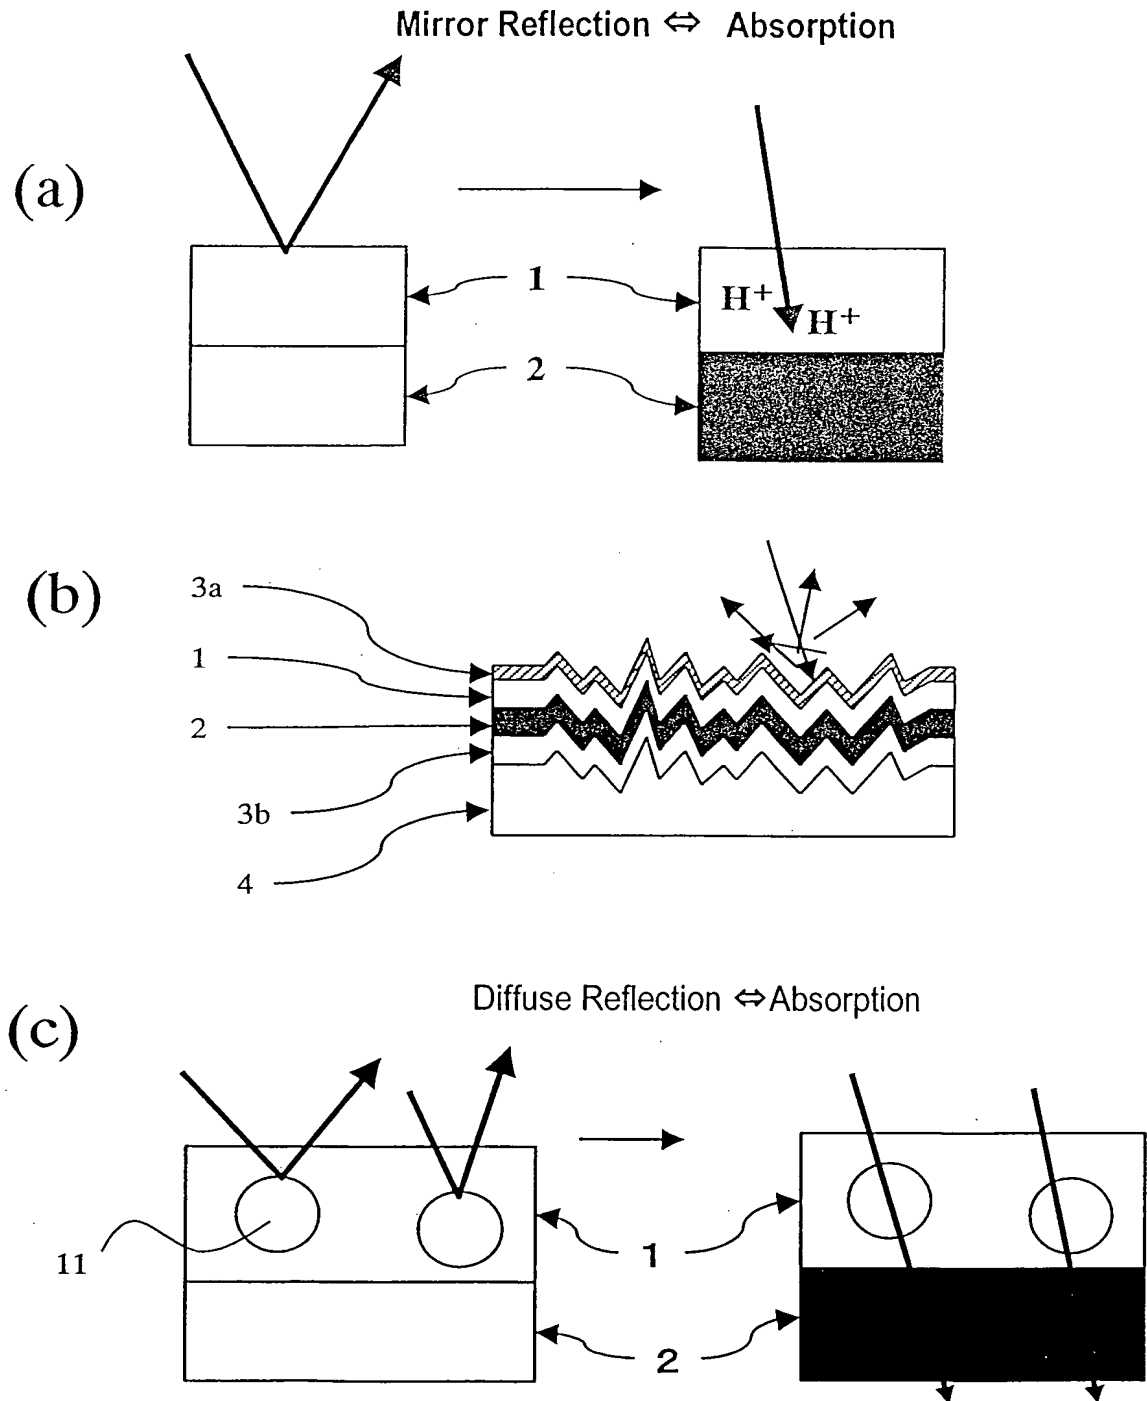 Mirror Reflection ⇔ Absorption
(a)
1
H⁺
H⁺
2
(b)
3a
1
2
3b
4
Diffuse Reflection ⇔ Absorption
(c)
11
1
2